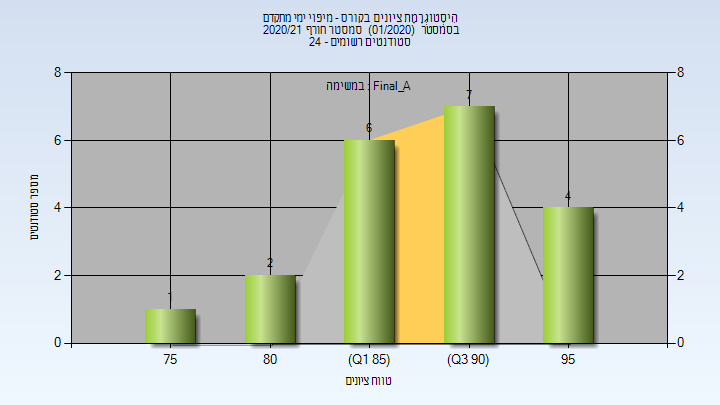 היסטוגרמת ציונים בקורס - מיפוי ימי מתקדם
בסמסטר (01/2020) סמסטר חורף 2020/21
סטודנטים רשומים - 24
במשימה : Final_A
8 8
7
6 6 6
מספר סטודנטים
4 4 4
2 2 2
1
0 0
75 80 (Q1 85) (Q3 90) 95
טווח ציונים